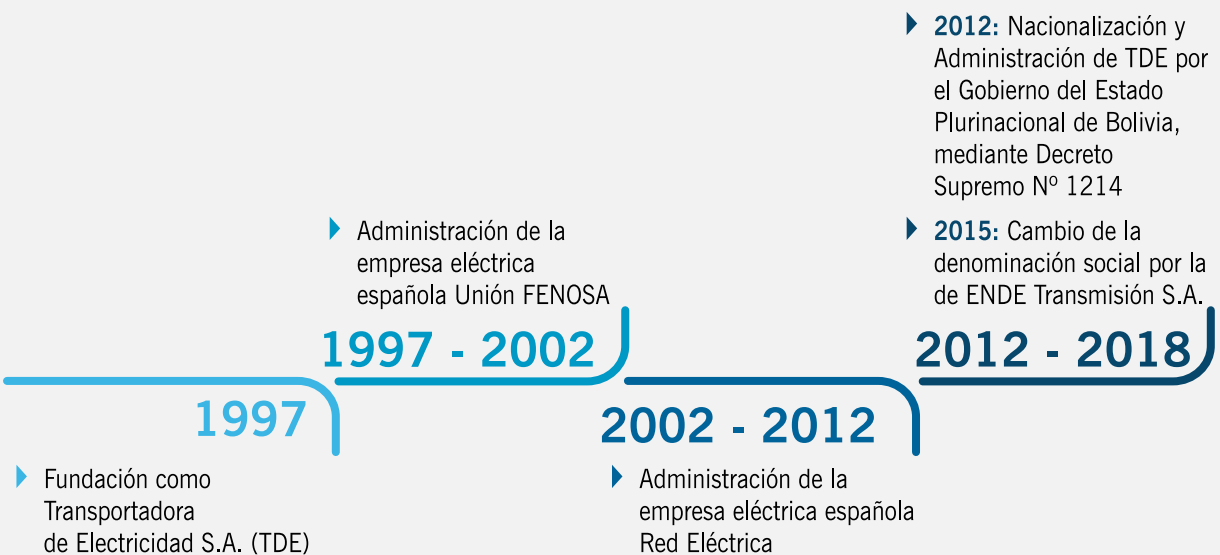 1997
Fundación como
Transportadora
de Electricidad S.A. (TDE)
Administración de la
empresa eléctrica
española Unión FENOSA
1997 - 2002
2002 - 2012
Administración de la
empresa eléctrica española
Red Eléctrica
2012: Nacionalización y
Administración de TDE por
el Gobierno del Estado
Plurinacional de Bolivia,
mediante Decreto
Supremo Nº 1214
2015: Cambio de la
denominación social por la
de ENDE Transmisión S.A.
2012 - 2018